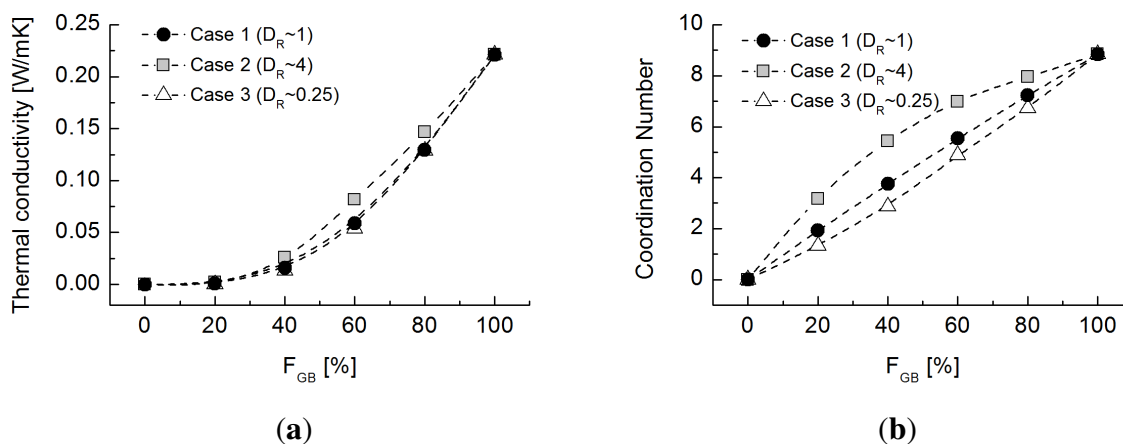 Thermal conductivity [W/mK]
0.25
0.20
0.15
0.10
0.05
0.00
Case 1 (D_R~1)
Case 2 (D_R~4)
Case 3 (D_R~0.25)
0 20 40 60 80 100
F_GB [%]
(a)
Coordination Number
10
8
6
4
2
0
Case 1 (D_R~1)
Case 2 (D_R~4)
Case 3 (D_R~0.25)
0 20 40 60 80 100
F_GB [%]
(b)